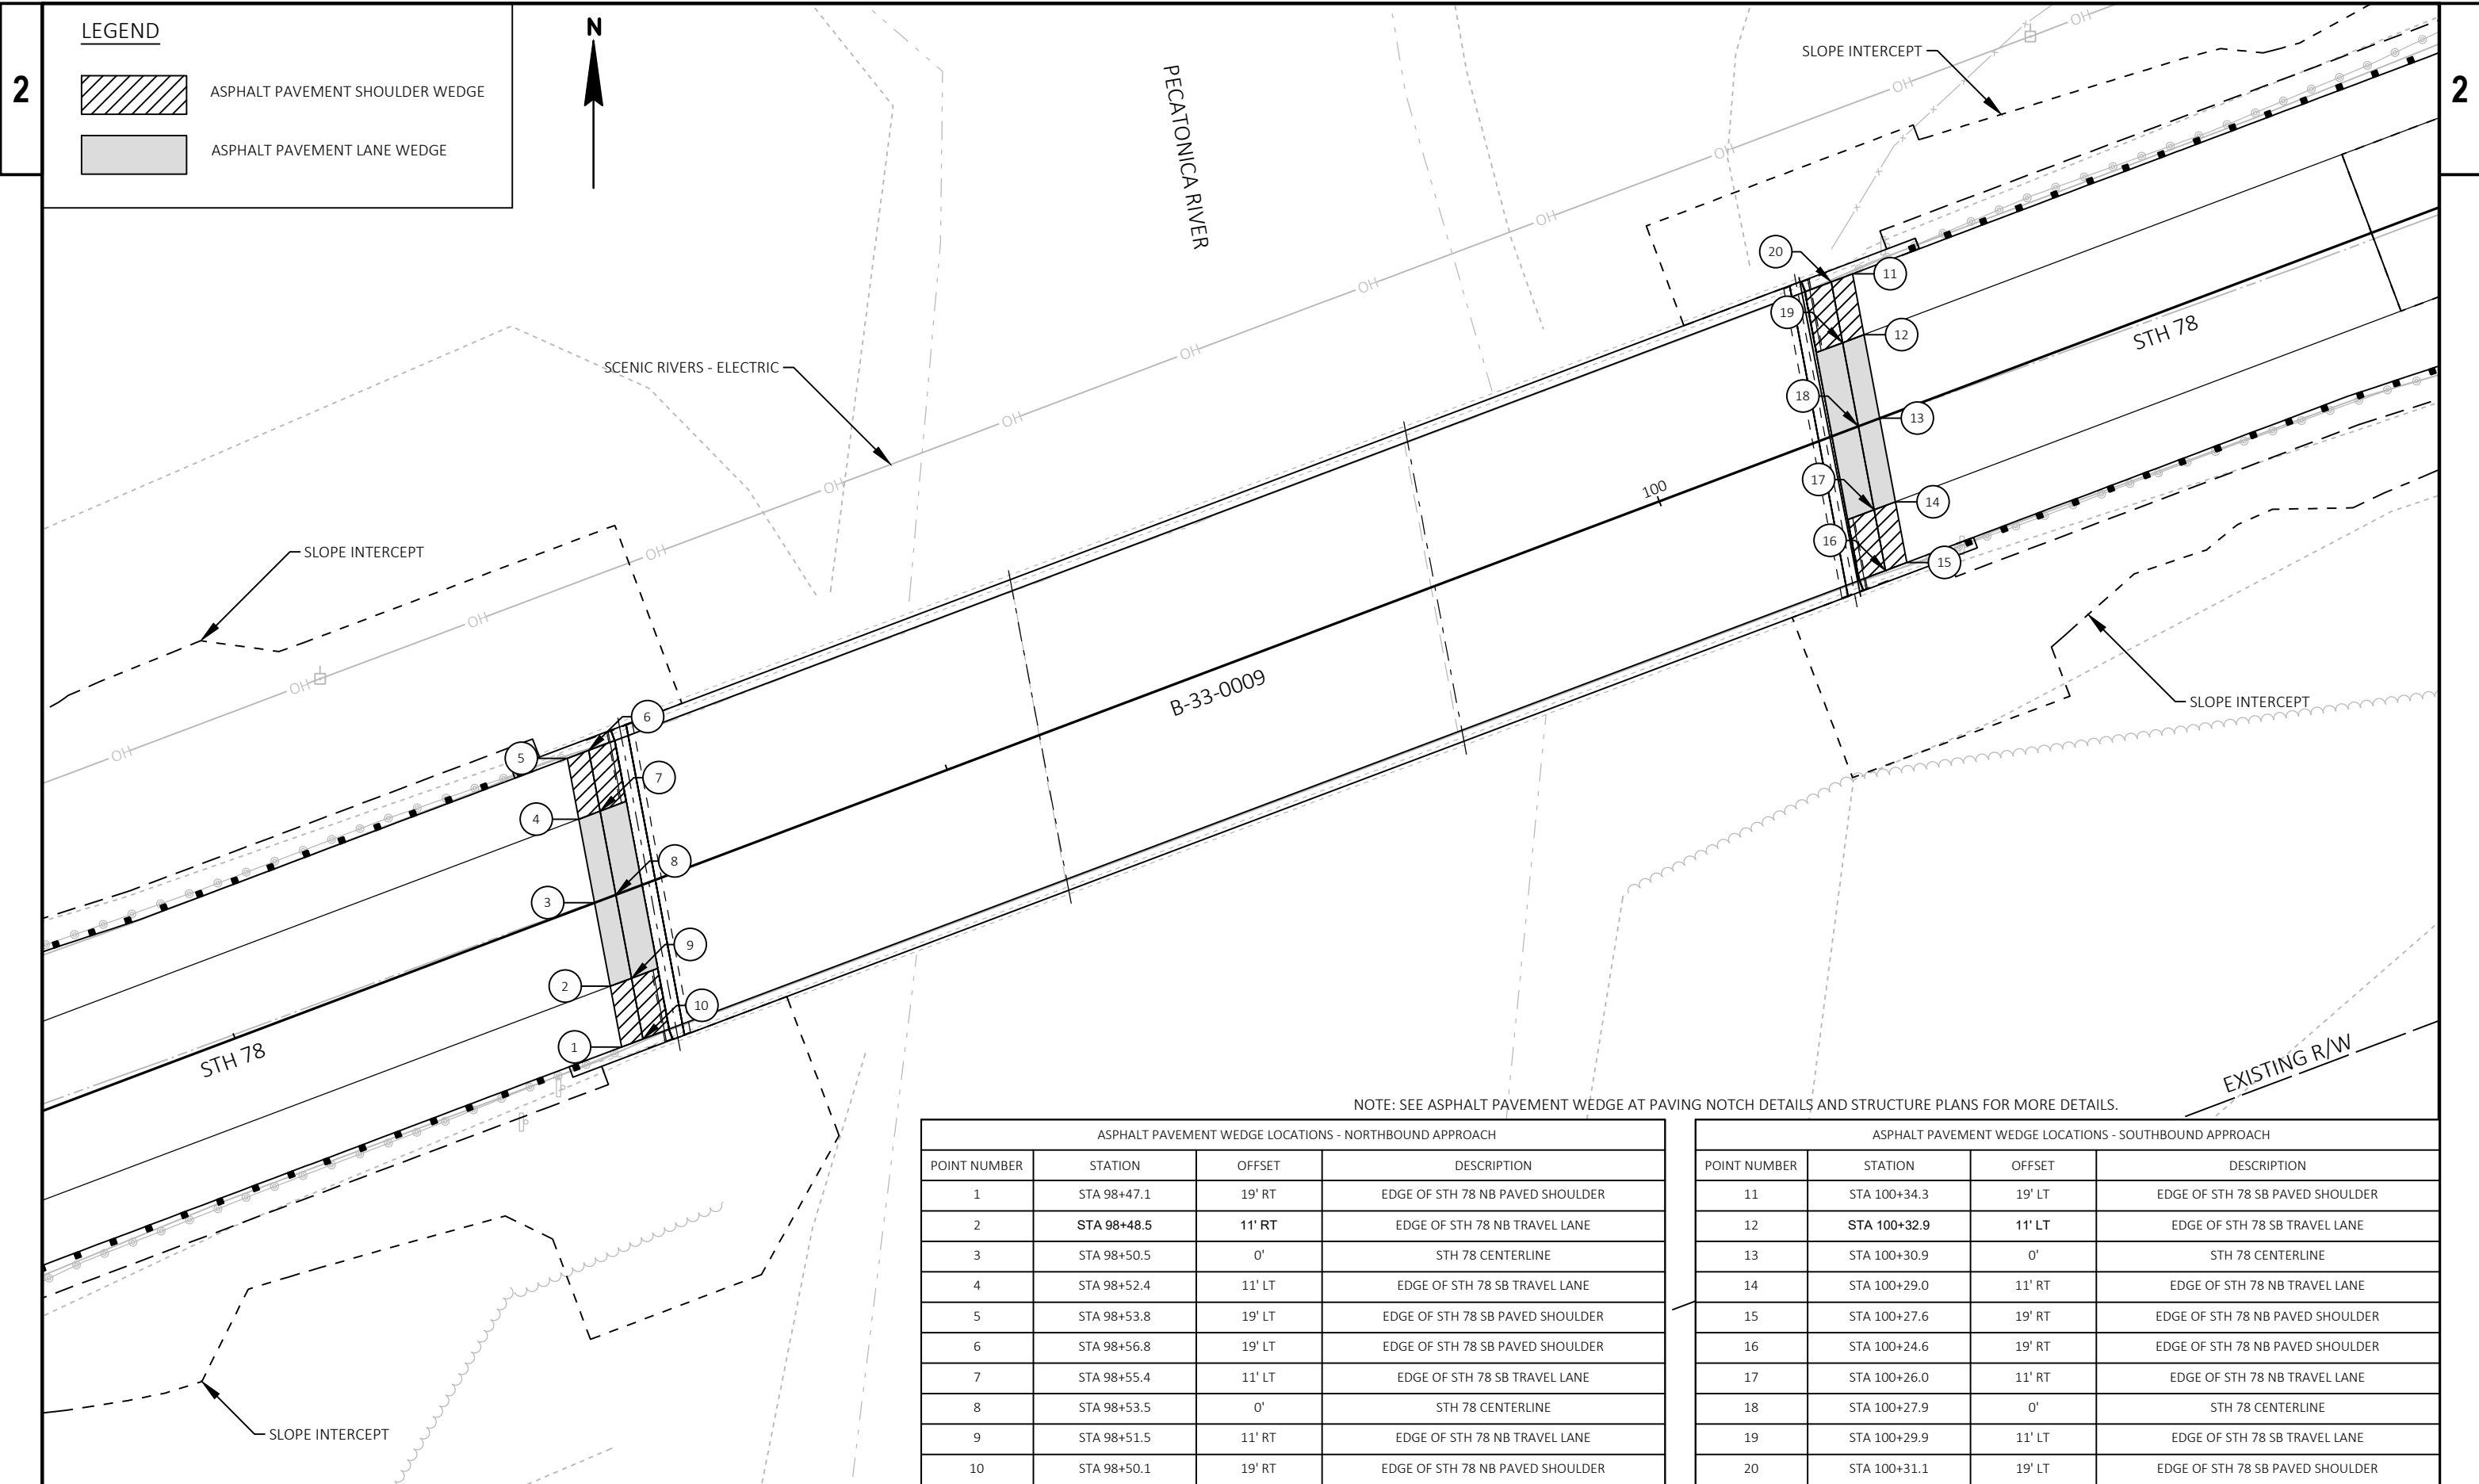 2
LEGEND
ASPHALT PAVEMENT SHOULDER WEDGE
ASPHALT PAVEMENT LANE WEDGE
N
PECATONICA RIVER
SLOPE INTERCEPT
2
OH
OH
OH
OH
OH
OH
OH
OH
OH
OH
OH
OH
SCENIC RIVERS - ELECTRIC
20
11
19
12
STH 78
18
13
17
14
16
15
100
SLOPE INTERCEPT
SLOPE INTERCEPT
B-33-0009
6
5
7
4
8
3
9
2
10
1
STH 78
EXISTING R/W
SLOPE INTERCEPT
NOTE: SEE ASPHALT PAVEMENT WEDGE AT PAVING NOTCH DETAILS AND STRUCTURE PLANS FOR MORE DETAILS.
ASPHALT PAVEMENT WEDGE LOCATIONS - NORTHBOUND APPROACH
POINT NUMBER STATION OFFSET DESCRIPTION
1 STA 98+47.1 19' RT EDGE OF STH 78 NB PAVED SHOULDER
2 STA 98+48.5 11' RT EDGE OF STH 78 NB TRAVEL LANE
3 STA 98+50.5 0' STH 78 CENTERLINE
4 STA 98+52.4 11' LT EDGE OF STH 78 SB TRAVEL LANE
5 STA 98+53.8 19' LT EDGE OF STH 78 SB PAVED SHOULDER
6 STA 98+56.8 19' LT EDGE OF STH 78 SB PAVED SHOULDER
7 STA 98+55.4 11' LT EDGE OF STH 78 SB TRAVEL LANE
8 STA 98+53.5 0' STH 78 CENTERLINE
9 STA 98+51.5 11' RT EDGE OF STH 78 NB TRAVEL LANE
10 STA 98+50.1 19' RT EDGE OF STH 78 NB PAVED SHOULDER
ASPHALT PAVEMENT WEDGE LOCATIONS - SOUTHBOUND APPROACH
POINT NUMBER STATION OFFSET DESCRIPTION
11 STA 100+34.3 19' LT EDGE OF STH 78 SB PAVED SHOULDER
12 STA 100+32.9 11' LT EDGE OF STH 78 SB TRAVEL LANE
13 STA 100+30.9 0' STH 78 CENTERLINE
14 STA 100+29.0 11' RT EDGE OF STH 78 NB TRAVEL LANE
15 STA 100+27.6 19' RT EDGE OF STH 78 NB PAVED SHOULDER
16 STA 100+24.6 19' RT EDGE OF STH 78 NB PAVED SHOULDER
17 STA 100+26.0 11' RT EDGE OF STH 78 NB TRAVEL LANE
18 STA 100+27.9 0' STH 78 CENTERLINE
19 STA 100+29.9 11' LT EDGE OF STH 78 SB TRAVEL LANE
20 STA 100+31.1 19' LT EDGE OF STH 78 SB PAVED SHOULDER